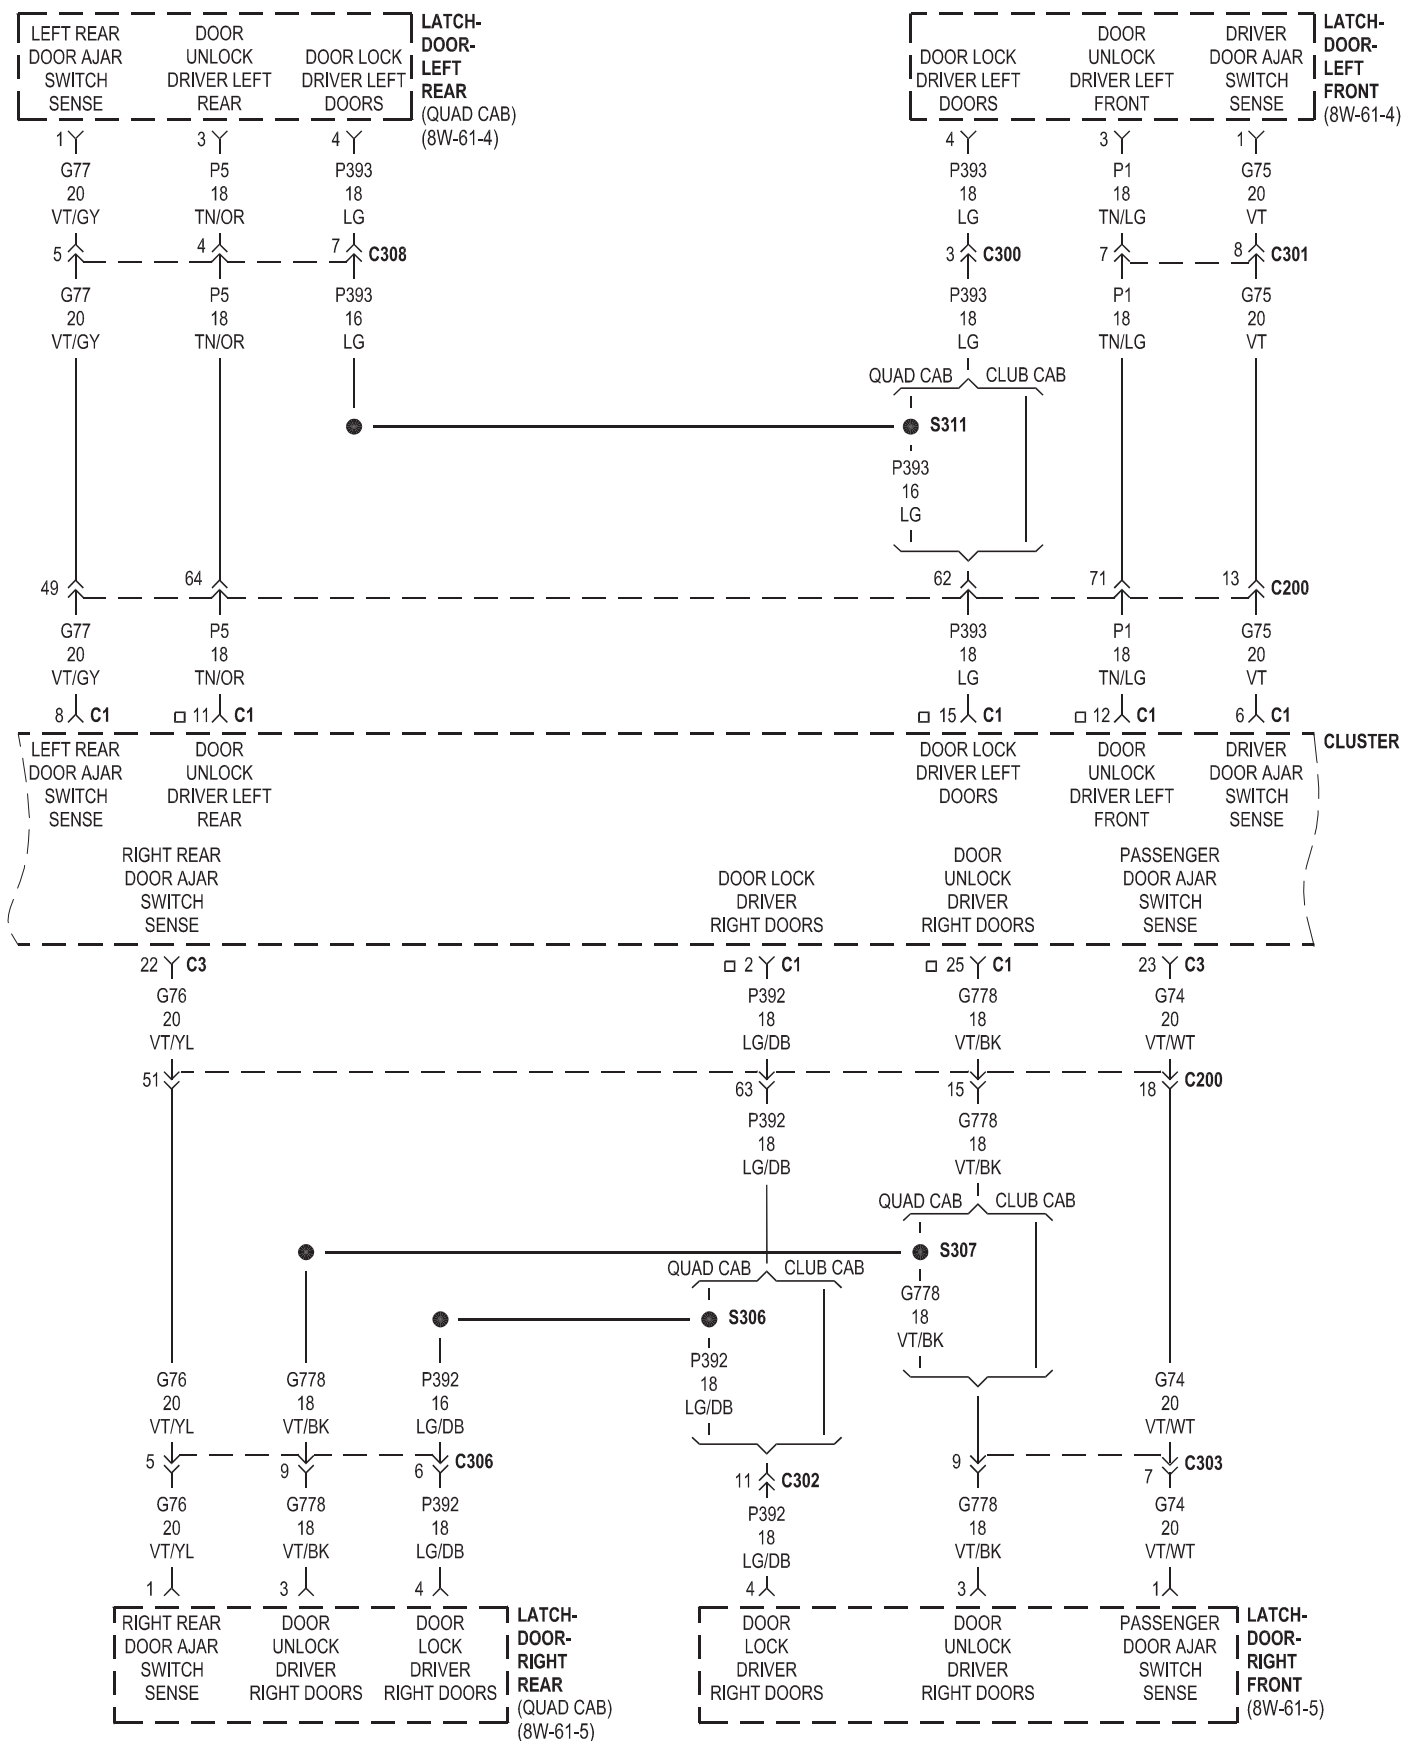 LEFT REAR
DOOR AJAR
SWITCH
SENSE
DOOR
UNLOCK
DRIVER LEFT
REAR
DOOR LOCK
DRIVER LEFT
DOORS
LATCH-
DOOR-
LEFT
REAR
(QUAD CAB)
(8W-61-4)
DOOR LOCK
DRIVER LEFT
DOORS
DOOR
UNLOCK
DRIVER LEFT
FRONT
DRIVER
DOOR AJAR
SWITCH
SENSE
LATCH-
DOOR-
LEFT
FRONT
(8W-61-4)
1 3 4 4 3 1
G77 P5 P393 P393 P1 G75
20 18 18 18 18 20
VT/GY TN/OR LG LG TN/LG VT
5 4 7 C308 3 C300 7 8 C301
G77 P5 P393 P393 P1 G75
20 18 16 18 18 20
VT/GY TN/OR LG LG TN/LG VT
QUAD CAB CLUB CAB
S311
P393
16
LG
49 64 62 71 13 C200
G77 P5 P393 P1 G75
20 18 18 18 20
VT/GY TN/OR LG TN/LG VT
8 C1 11 C1 15 C1 12 C1 6 C1
CLUSTER
LEFT REAR
DOOR AJAR
SWITCH
SENSE
DOOR
UNLOCK
DRIVER LEFT
REAR
DOOR LOCK
DRIVER LEFT
DOORS
DOOR
UNLOCK
DRIVER LEFT
FRONT
DRIVER
DOOR AJAR
SWITCH
SENSE
RIGHT REAR
DOOR AJAR
SWITCH
SENSE
DOOR LOCK
DRIVER
RIGHT DOORS
DOOR
UNLOCK
DRIVER
RIGHT DOORS
PASSENGER
DOOR AJAR
SWITCH
SENSE
22 C3 2 C1 25 C1 23 C3
G76 P392 G778 G74
20 18 18 20
VT/YL LG/DB VT/BK VT/WT
51 63 15 18 C200
P392 G778
18 18
LG/DB VT/BK
QUAD CAB CLUB CAB
S307
QUAD CAB CLUB CAB
G778
18
VT/BK
S306
P392
18
LG/DB
G76 G778 P392 G74
20 18 16 20
VT/YL VT/BK LG/DB VT/WT
5 9 6 C306 11 C302 9 7 C303
G76 G778 P392 P392 G778 G74
20 18 18 18 18 20
VT/YL VT/BK LG/DB LG/DB VT/BK VT/WT
1 3 4 4 3 1
RIGHT REAR
DOOR AJAR
SWITCH
SENSE
DOOR
UNLOCK
DRIVER
RIGHT DOORS
DOOR
LOCK
DRIVER
RIGHT DOORS
LATCH-
DOOR-
RIGHT
REAR
(QUAD CAB)
(8W-61-5)
DOOR
LOCK
DRIVER
RIGHT DOORS
DOOR
UNLOCK
DRIVER
RIGHT DOORS
PASSENGER
DOOR AJAR
SWITCH
SENSE
LATCH-
DOOR-
RIGHT
FRONT
(8W-61-5)